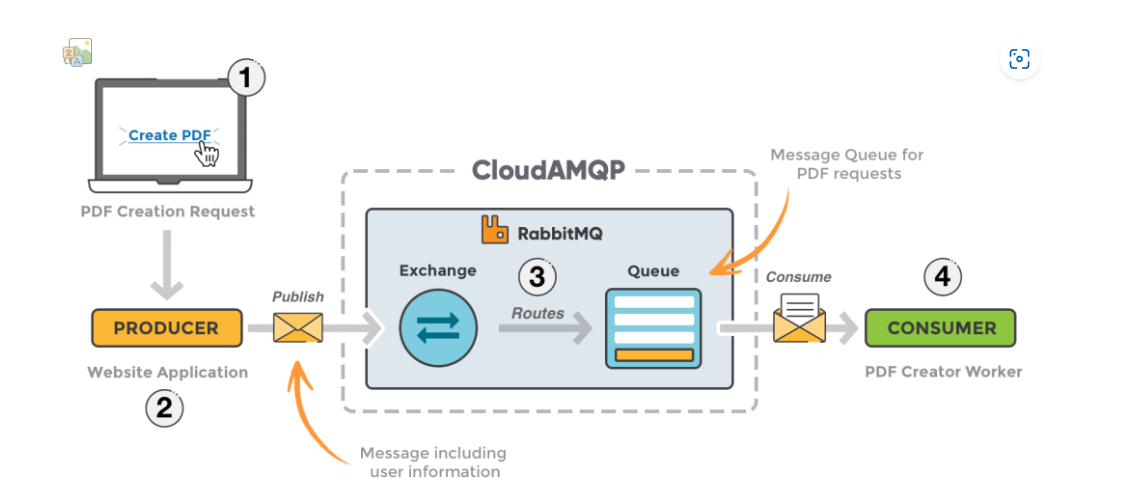 1
Create PDF
PDF Creation Request
CloudAMQP
Message Queue for
PDF requests
RabbitMQ
Exchange
3
Queue
Routes
Publish
Consume
4
PRODUCER
CONSUMER
Website Application
PDF Creator Worker
2
Message including
user information